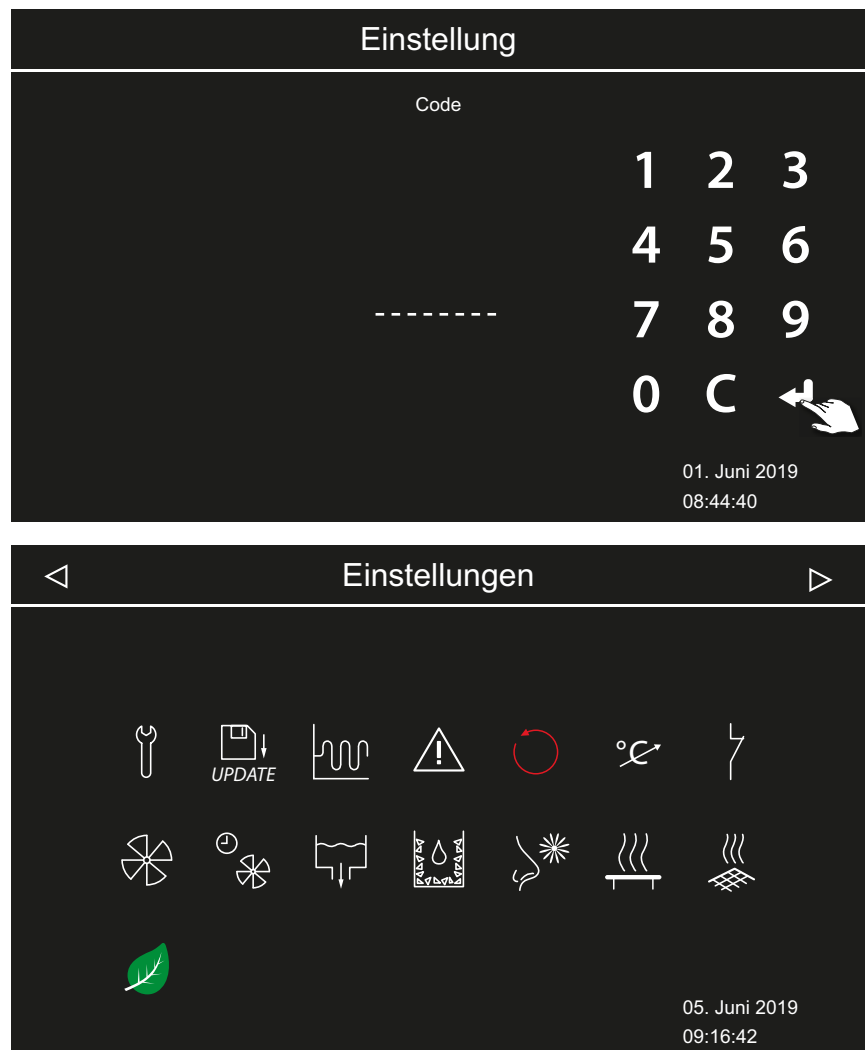 Einstellung
Code
1 2 3
4 5 6
--------
7 8 9
0 C
01. Juni 2019
08:44:40
Einstellungen
UPDATE
°C
05. Juni 2019
09:16:42